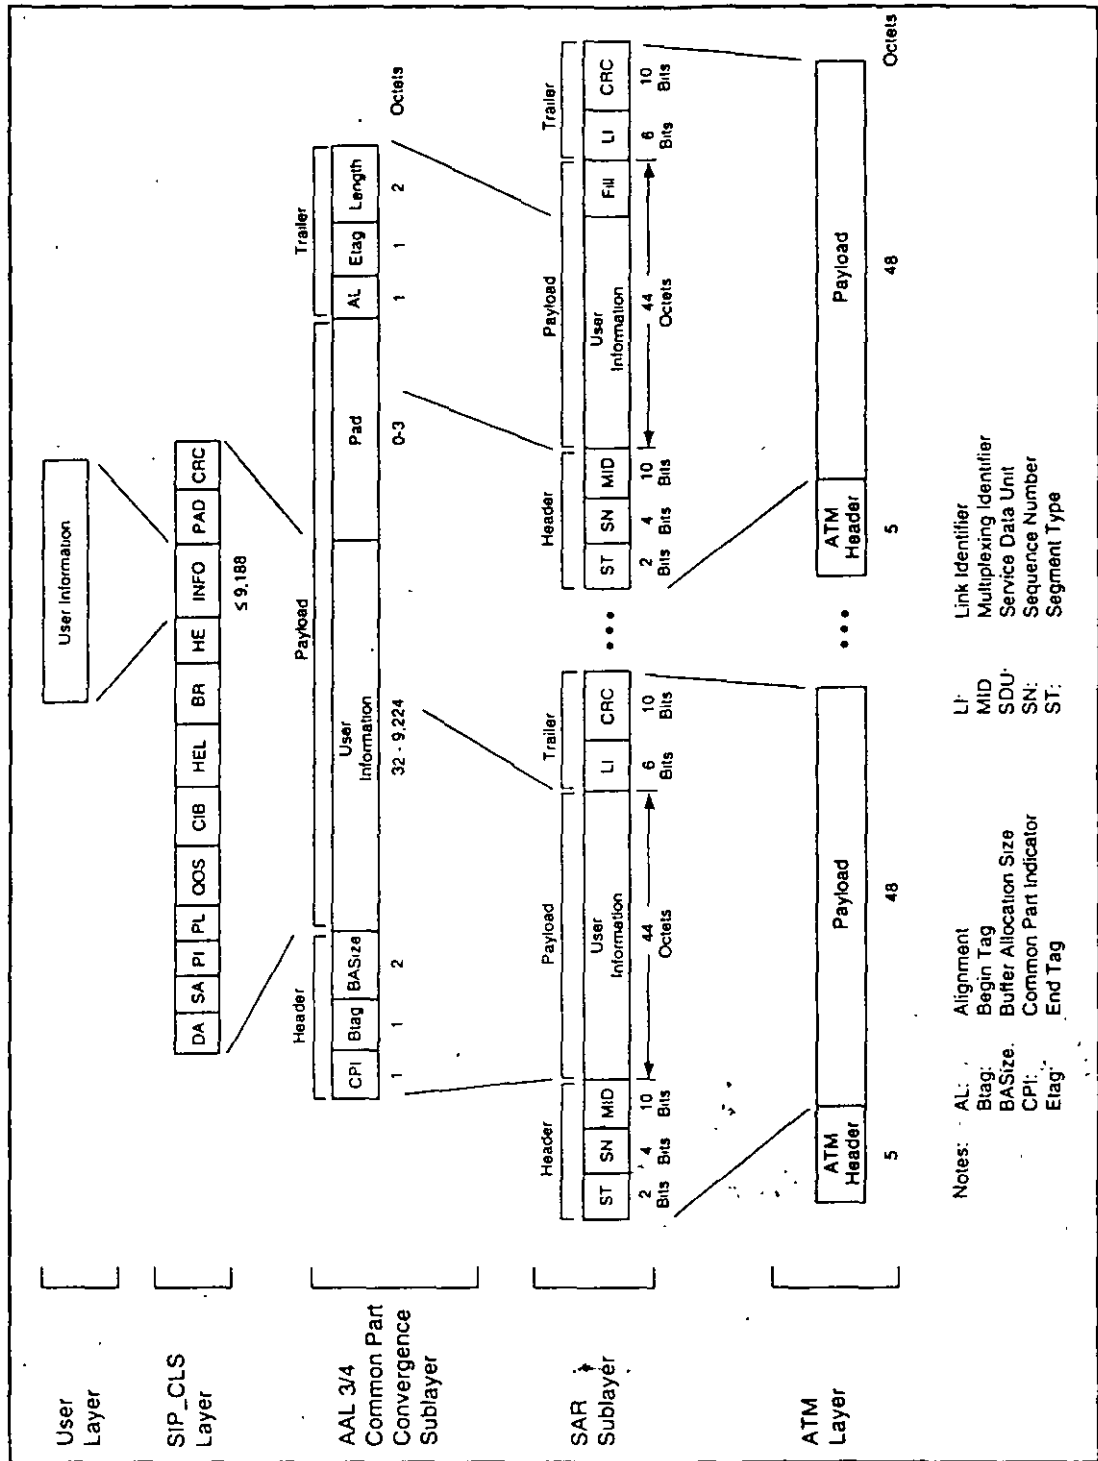 User
Layer
User Information
SIP_CLS
Layer
DA SA PI PL QOS CIB HEL BR HE INFO PAD CRC
≤ 9,188
AAL 3/4
Common Part
Convergence
Sublayer
Header Payload Trailer
CPI Btag BASize User Information Pad AL Etag Length
1 1 2 32 - 9,224 0-3 1 1 2 Octets
SAR
Sublayer
Header Payload Trailer Header Payload Trailer
ST SN MID User Information LI CRC ••• ST SN MID User Information Fill LI CRC
2 Bits 4 Bits 10 Bits 44 Octets 6 Bits 10 Bits 2 Bits 4 Bits 10 Bits 44 Octets 6 Bits 10 Bits
ATM
Layer
ATM Header Payload ••• ATM Header Payload
5 48 5 48 Octets
Notes: AL: Alignment LI: Link Identifier
Btag: Begin Tag MID Multiplexing Identifier
BASize. Buffer Allocation Size SDU: Service Data Unit
CPI: Common Part Indicator SN: Sequence Number
Etag: End Tag ST: Segment Type